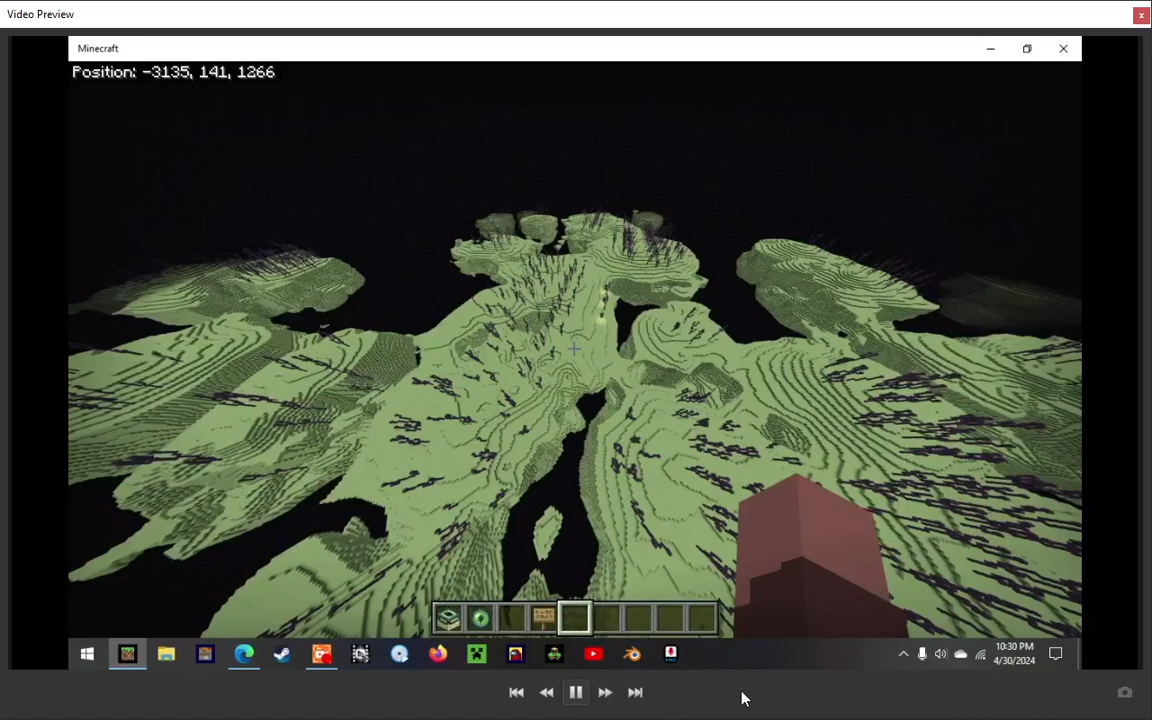 Video Preview
Minecraft
Position: -3135, 141, 1266
10:30 PM
4/30/2024